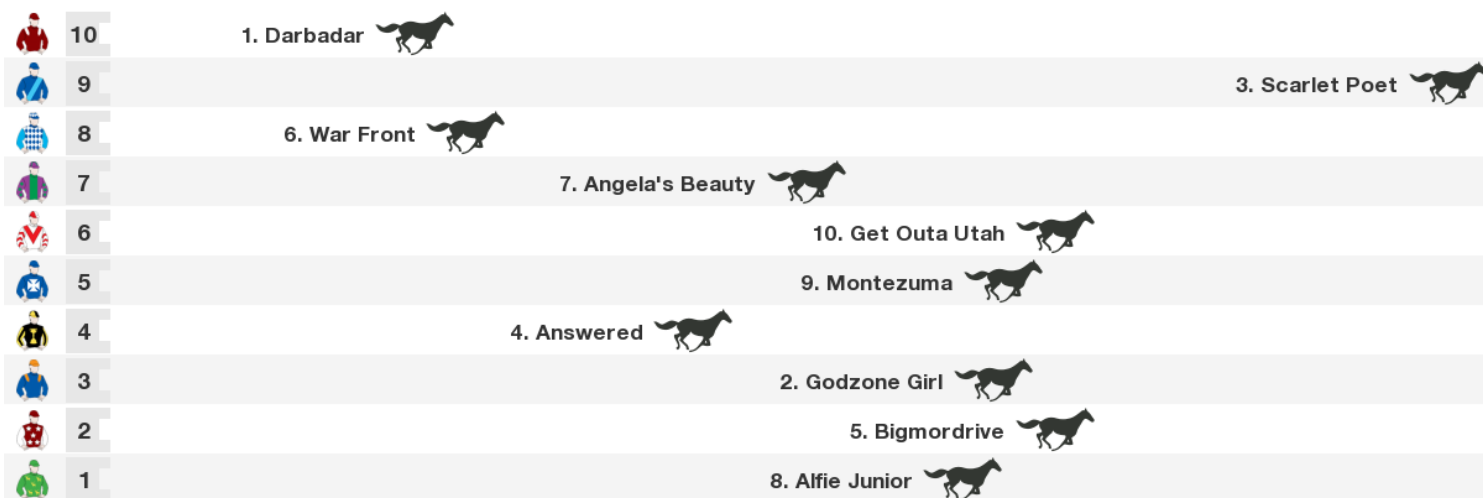 10 1. Darbadar
9 3. Scarlet Poet
8 6. War Front
7 7. Angela's Beauty
6 10. Get Outa Utah
5 9. Montezuma
4 4. Answered
3 2. Godzone Girl
2 5. Bigmordrive
1 8. Alfie Junior